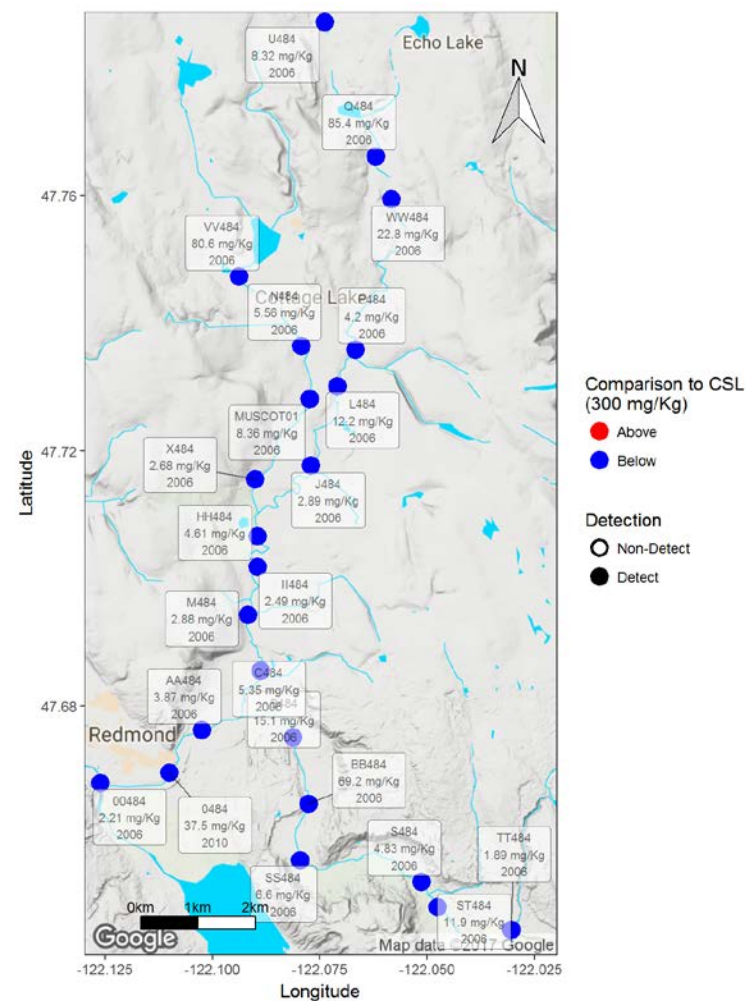 U484
8.32 mg/Kg
2006
Echo Lake
N
Q484
85.4 mg/Kg
2006
47.76
WW484
22.8 mg/Kg
2006
VV484
80.6 mg/Kg
2006
Cottage Lake
N484
5.56 mg/Kg
2006
P484
4.2 mg/Kg
2006
L484
12.2 mg/Kg
2006
MUSCOT01
8.36 mg/Kg
2006
47.72
X484
2.68 mg/Kg
2006
J484
2.89 mg/Kg
2006
HH484
4.61 mg/Kg
2006
II484
2.49 mg/Kg
2006
M484
2.88 mg/Kg
2006
C484
5.35 mg/Kg
2006
484
15.1 mg/Kg
2006
47.68
AA484
3.87 mg/Kg
2006
Redmond
BB484
69.2 mg/Kg
2006
00484
2.21 mg/Kg
2006
0484
37.5 mg/Kg
2010
SS484
6.6 mg/Kg
2006
S484
4.83 mg/Kg
2006
TT484
1.89 mg/Kg
2006
ST484
11.9 mg/Kg
2006
0km 1km 2km
Google
Map data ©2017 Google
-122.125 -122.100 -122.075 -122.050 -122.025
Longitude
Latitude
Comparison to CSL
(300 mg/Kg)
Above
Below
Detection
Non-Detect
Detect